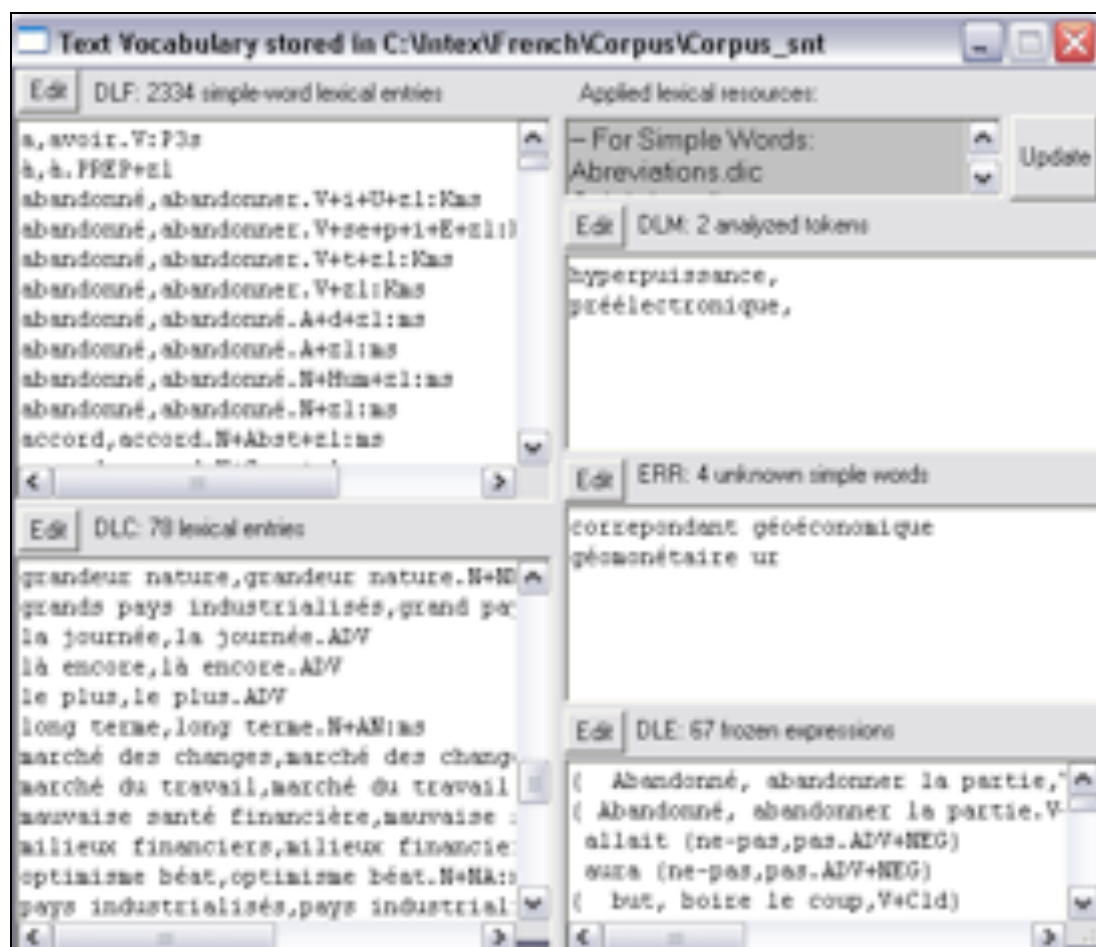 Text Vocabulary stored in C:\Intex\French\Corpus\Corpus_snt
Edit DLF: 2334 simple-word lexical entries
a,avoir.V:P3s
à,à.PREP+z1
abandonné,abandonner.V+i+U+z1:Kms
abandonné,abandonner.V+se+p+i+E+z1:
abandonné,abandonner.V+t+z1:Kms
abandonné,abandonner.V+z1:Kms
abandonné,abandonné.A+d+z1:ms
abandonné,abandonné.A+z1:ms
abandonné,abandonné.N+Hum+z1:ms
abandonné,abandonné.N+z1:ms
accord,accord.N+Abst+z1:ms
Edit DLC: 78 lexical entries
grandeur nature,grandeur nature.N+N
grands pays industrialisés,grand pay
la journée,la journée.ADV
là encore,là encore.ADV
le plus,le plus.ADV
long terme,long terme.N+AN:ms
marché des changes,marché des chang
marché du travail,marché du travail
mauvaise santé financière,mauvaise
milieux financiers,milieux financie
optimisme béat,optimisme béat.N+NA:
pays industrialisés,pays industrial
Applied lexical resources:
-- For Simple Words:
Abreviations.dic
Update
Edit DLM: 2 analyzed tokens
hyperpuissance,
préélectronique,
Edit ERR: 4 unknown simple words
correpondant géoéconomique
géomonétaire ur
Edit DLE: 67 frozen expressions
( Abandonné, abandonner la partie,
( Abandonné, abandonner la partie.V
allait (ne-pas,pas.ADV+NEG)
aura (ne-pas,pas.ADV+NEG)
( but, boire le coup,V+C1d)